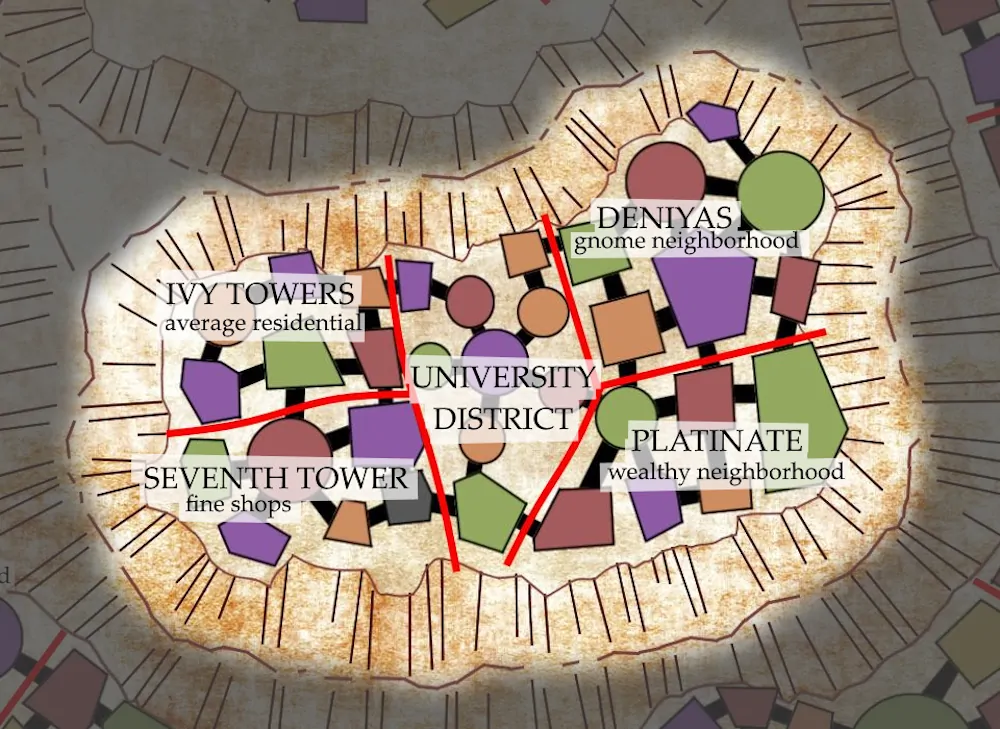 DENIYAS
gnome neighborhood
IVY TOWERS
average residential
UNIVERSITY
DISTRICT
PLATINATE
wealthy neighborhood
SEVENTH TOWER
fine shops